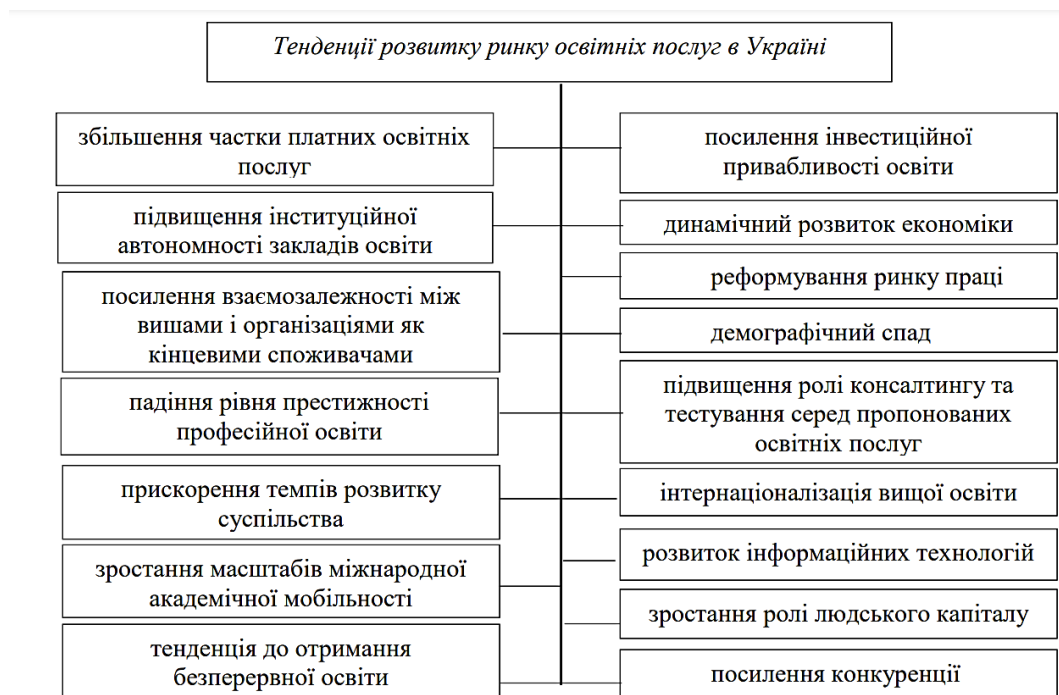 Тенденції розвитку ринку освітніх послуг в Україні
збільшення частки платних освітніх
послуг
підвищення інституційної
автономності закладів освіти
посилення взаємозалежності між
вишами і організаціями як
кінцевими споживачами
падіння рівня престижності
професійної освіти
прискорення темпів розвитку
суспільства
зростання масштабів міжнародної
академічної мобільності
тенденція до отримання
безперервної освіти
посилення інвестиційної
привабливості освіти
динамічний розвиток економіки
реформування ринку праці
демографічний спад
підвищення ролі консалтингу та
тестування серед пропонованих
освітніх послуг
інтернаціоналізація вищої освіти
розвиток інформаційних технологій
зростання ролі людського капіталу
посилення конкуренції